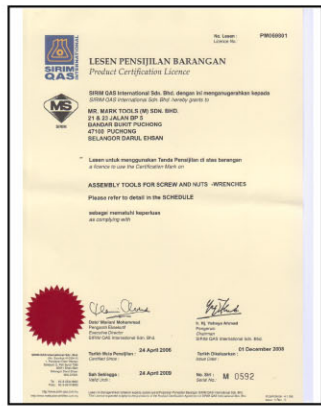 No. Lesen : PM058001
Licence No.
SIRIM
QAS
INTERNATIONAL
LESEN PENSIJILAN BARANGAN
Product Certification Licence
MS
SIRIM
SIRIM QAS International Sdn. Bhd. dengan ini menganugerahkan kepada
SIRIM QAS International Sdn. Bhd hereby grants to
MR. MARK TOOLS (M) SDN. BHD.
21 & 23 JALAN BP 5
BANDAR BUKIT PUCHONG
47100 PUCHONG
SELANGOR DARUL EHSAN
Lesen untuk menggunakan Tanda Pensijilan di atas barangan
a licence to use the Certification Mark on
ASSEMBLY TOOLS FOR SCREW AND NUTS -WRENCHES
Please refer to detail in the SCHEDULE
sebagai mematuhi keperluan
as complying with
Pengarah Eksekutif
Executive Director
SIRIM QAS International Sdn. Bhd.
Y. Hj. Yahaya Ahmad
Pengerusi
Chairman
SIRIM QAS International Sdn. Bhd.
Tarikh Mula Pensijilan : 24 April 2006
Certified Since :
Tarikh Dikeluarkan : 01 December 2008
Issue Date :
Sah Sehingga : 24 April 2009
Valid Until :
No. Siri : M 0592
Serial No. :